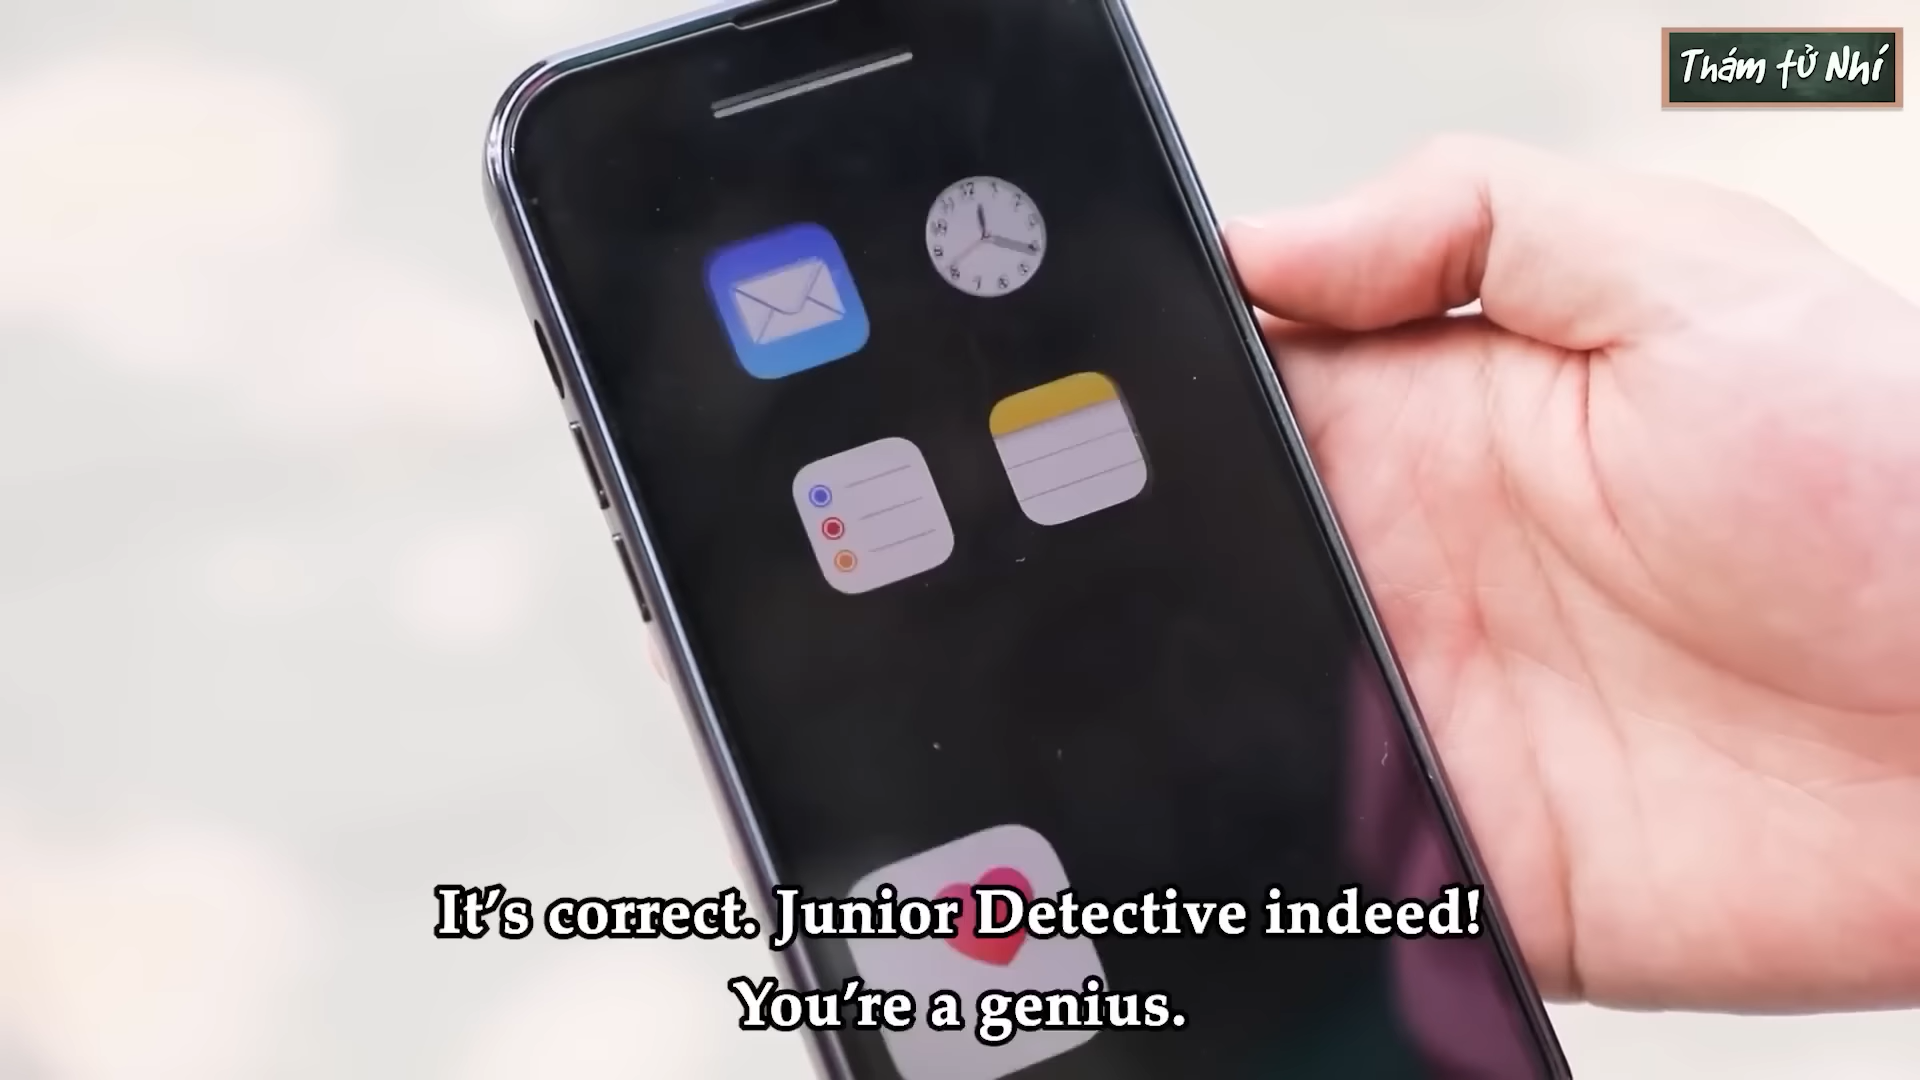 Thám tử Nhí
It's correct. Junior Detective indeed!
You're a genius.